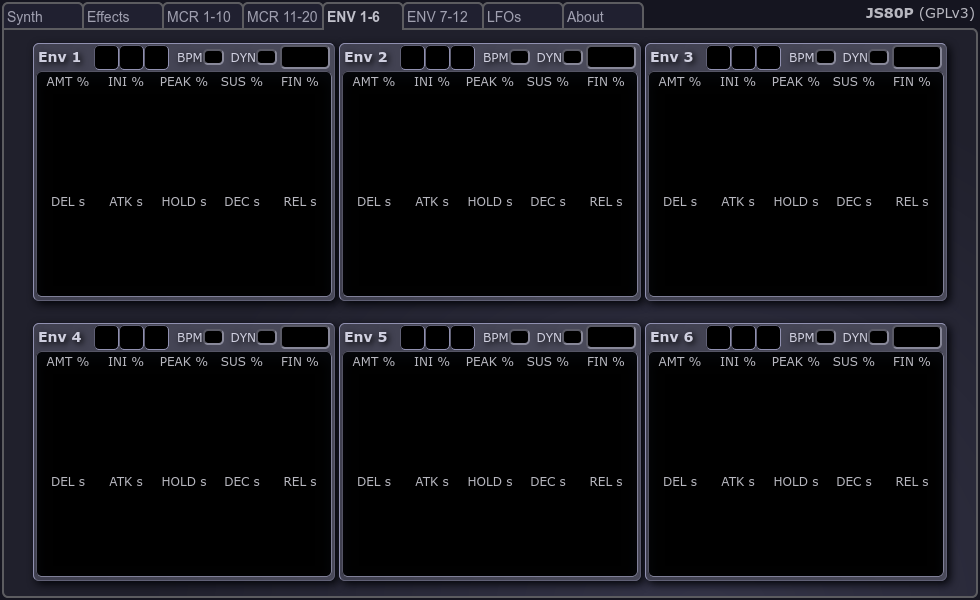 Synth Effects MCR 1-10 MCR 11-20 ENV 1-6 ENV 7-12 LFOs About JS80P (GPLv3)
Env 1 BPM DYN Env 2 BPM DYN Env 3 BPM DYN
AMT % INI % PEAK % SUS % FIN % AMT % INI % PEAK % SUS % FIN % AMT % INI % PEAK % SUS % FIN %
DEL s ATK s HOLD s DEC s REL s DEL s ATK s HOLD s DEC s REL s DEL s ATK s HOLD s DEC s REL s
Env 4 BPM DYN Env 5 BPM DYN Env 6 BPM DYN
AMT % INI % PEAK % SUS % FIN % AMT % INI % PEAK % SUS % FIN % AMT % INI % PEAK % SUS % FIN %
DEL s ATK s HOLD s DEC s REL s DEL s ATK s HOLD s DEC s REL s DEL s ATK s HOLD s DEC s REL s